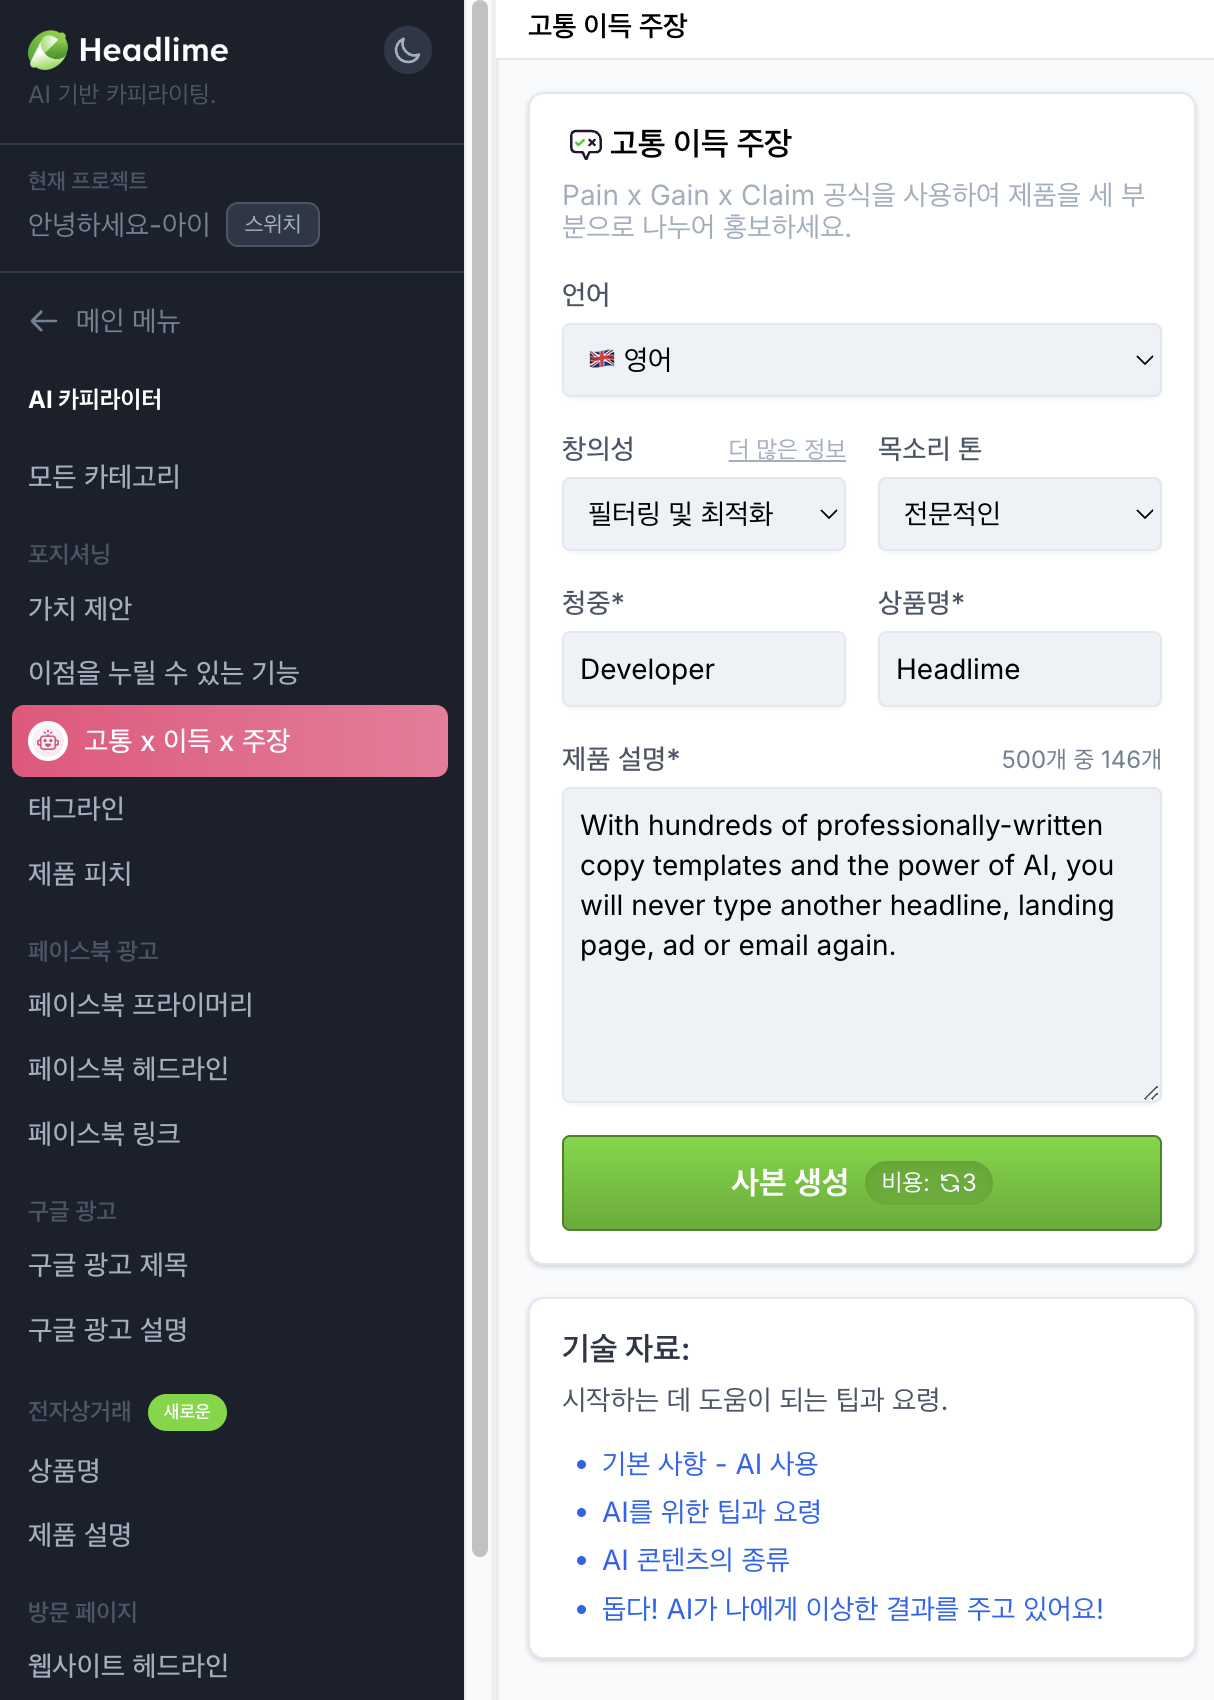 Headlime
AI 기반 카피라이팅.
현재 프로젝트
안녕하세요-아이
스위치
메인 메뉴
AI 카피라이터
모든 카테고리
포지셔닝
가치 제안
이점을 누릴 수 있는 기능
고통 x 이득 x 주장
태그라인
제품 피치
페이스북 광고
페이스북 프라이머리
페이스북 헤드라인
페이스북 링크
구글 광고
구글 광고 제목
구글 광고 설명
전자상거래
새로운
상품명
제품 설명
방문 페이지
웹사이트 헤드라인
고통 이득 주장
고통 이득 주장
Pain x Gain x Claim 공식을 사용하여 제품을 세 부
분으로 나누어 홍보하세요.
언어
영어
창의성
더 많은 정보
목소리 톤
필터링 및 최적화
전문적인
청중*
상품명*
Developer
Headlime
제품 설명*
500개 중 146개
With hundreds of professionally-written
copy templates and the power of AI, you
will never type another headline, landing
page, ad or email again.
사본 생성
비용: 3
기술 자료:
시작하는 데 도움이 되는 팁과 요령.
• 기본 사항 - AI 사용
• AI를 위한 팁과 요령
• AI 콘텐츠의 종류
• 돕다! AI가 나에게 이상한 결과를 주고 있어요!